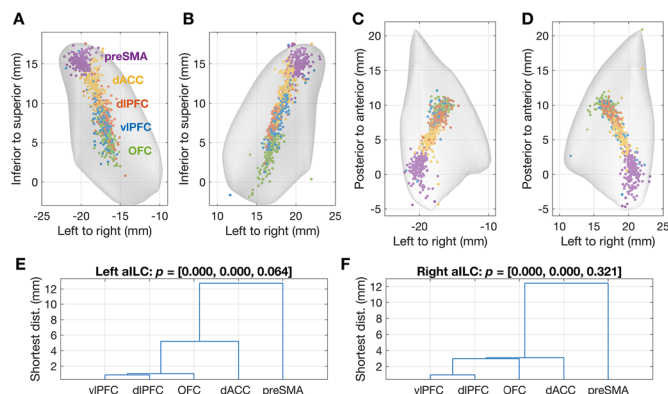 A
B
C
D
preSMA
dACC
dlPFC
vlPFC
OFC
Inferior to superior (mm)
15
10
5
0
-25 -20 -15 -10
Left to right (mm)
Inferior to superior (mm)
15
10
5
0
10 15 20 25
Left to right (mm)
Posterior to anterior (mm)
20
15
10
5
0
-5
-20 -15 -10
Left to right (mm)
Posterior to anterior (mm)
20
15
10
5
0
-5
10 15 20 25
Left to right (mm)
E
Left aILC: p = [0.000, 0.000, 0.064]
Shortest dist. (mm)
12
10
8
6
4
2
vlPFC dlPFC OFC dACC preSMA
F
Right aILC: p = [0.000, 0.000, 0.321]
Shortest dist. (mm)
12
10
8
6
4
2
vlPFC dlPFC OFC dACC preSMA